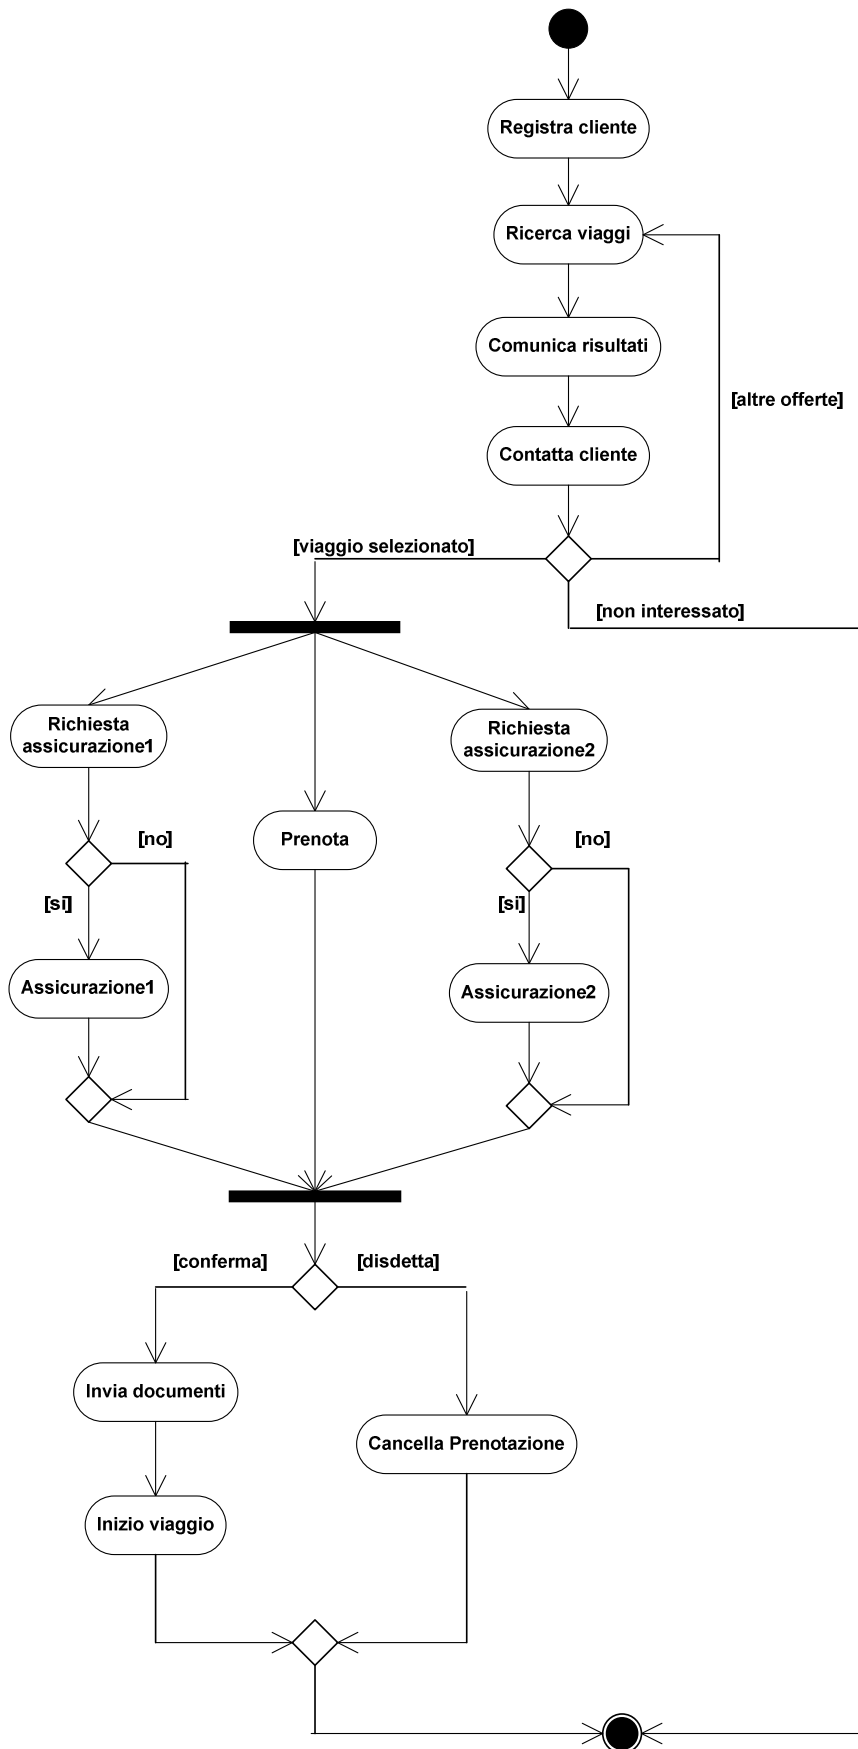 Registra cliente
Ricerca viaggi
Comunica risultati
[altre offerte]
Contatta cliente
[viaggio selezionato]
[non interessato]
Richiesta
assicurazione1
Richiesta
assicurazione2
[no]
Prenota
[no]
[si]
[si]
Assicurazione1
Assicurazione2
[conferma]
[disdetta]
Invia documenti
Cancella Prenotazione
Inizio viaggio